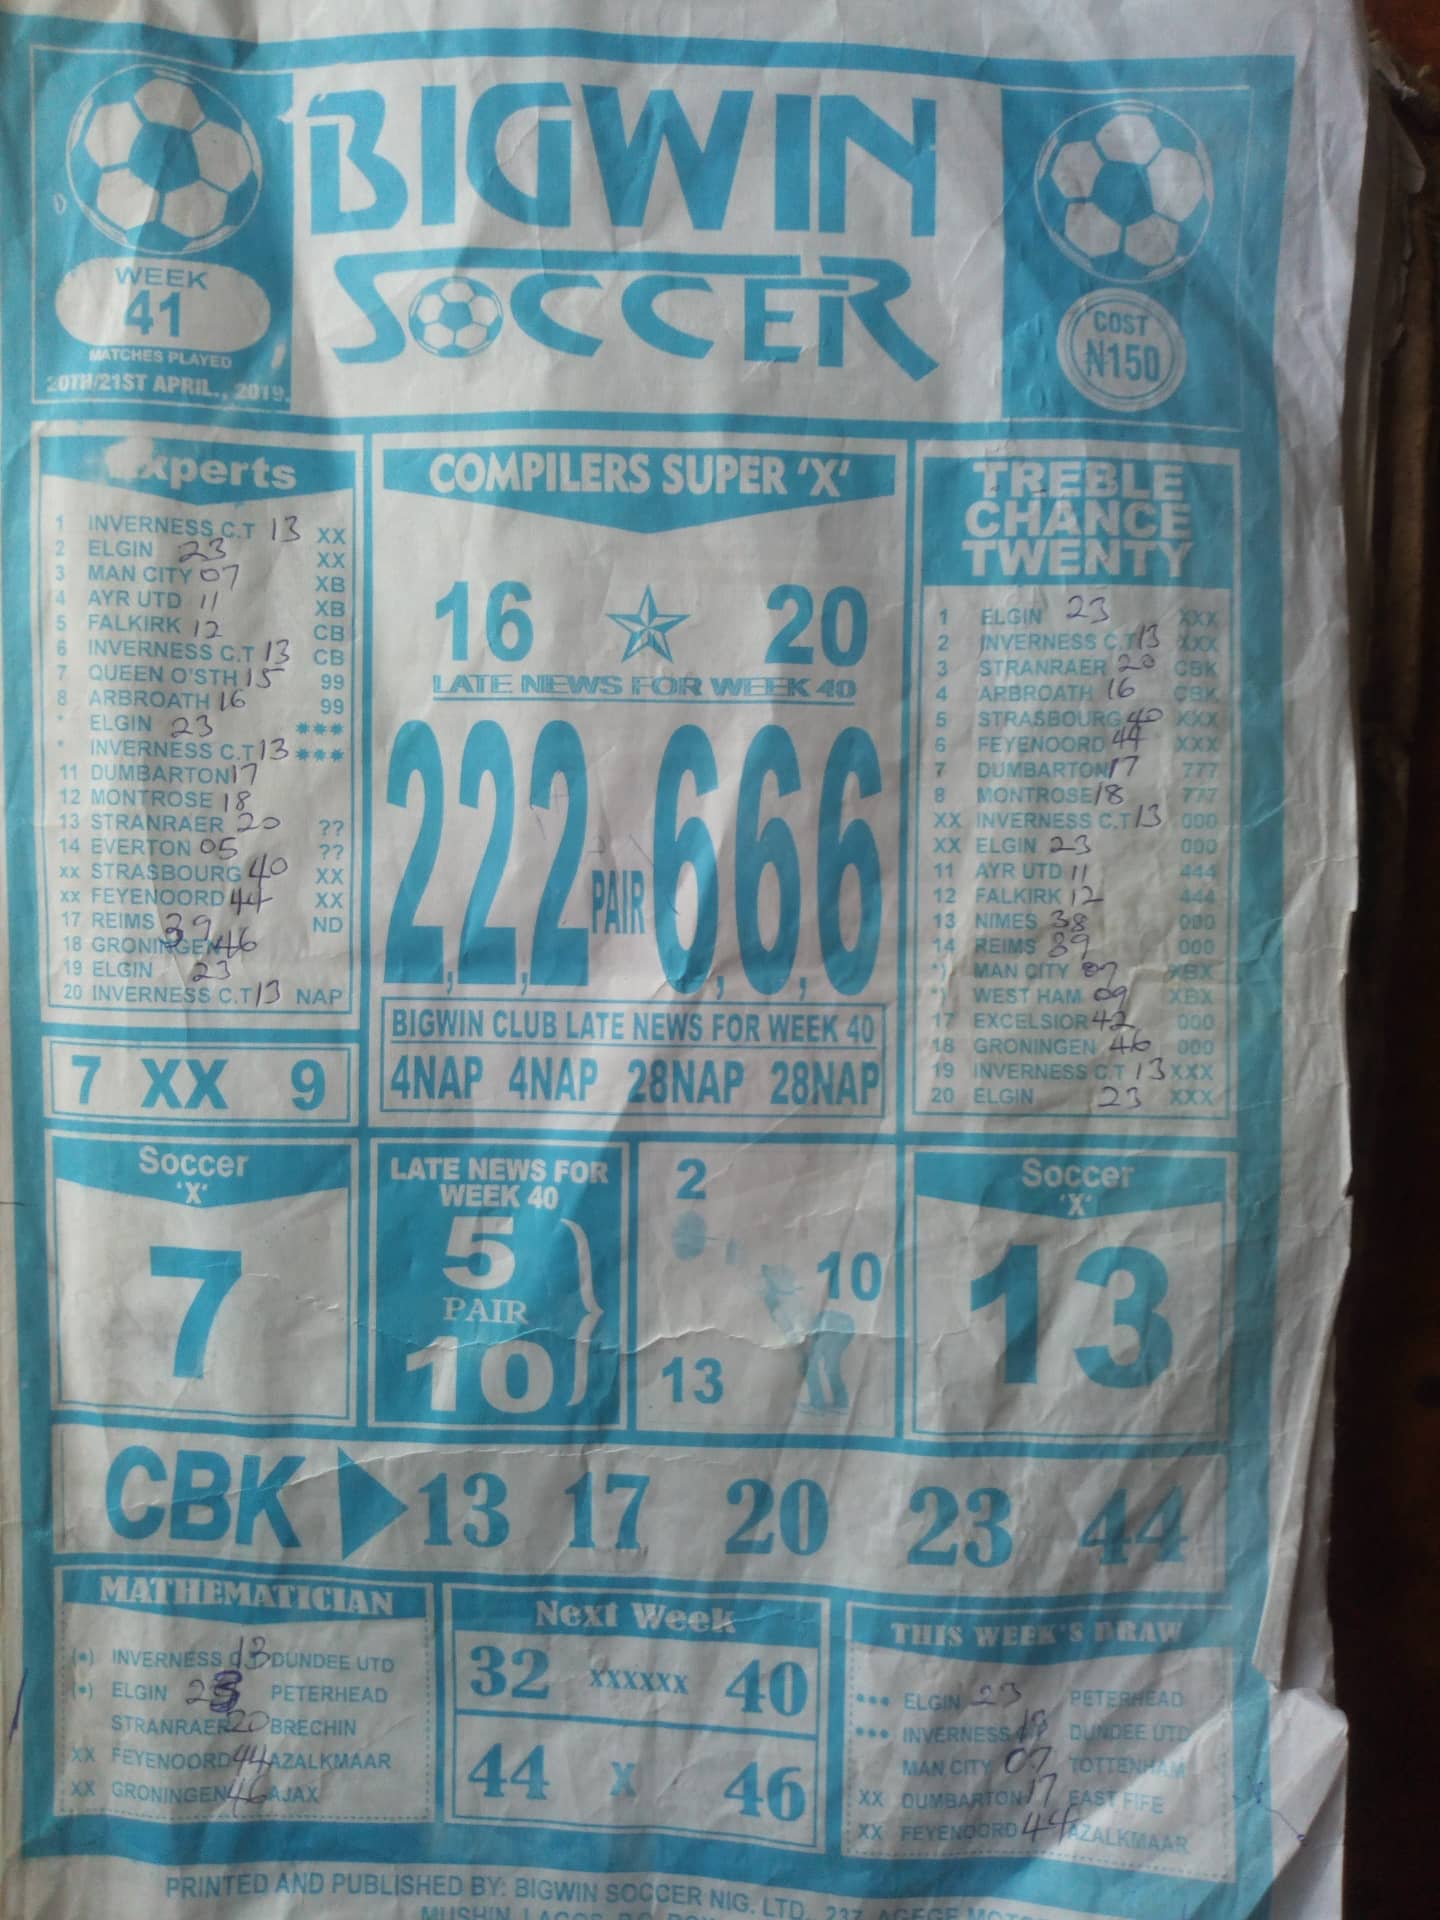 BIGWIN
SOCCER
WEEK
41
MATCHES PLAYED
20TH/21ST APRIL., 2019.
COST
₦150
xperts
1 INVERNESS C.T 13 XX
2 ELGIN 23 XX
3 MAN CITY 07 XB
4 AYR UTD 11 XB
5 FALKIRK 12 CB
6 INVERNESS C.T 13 CB
7 QUEEN O'STH 15 99
8 ARBROATH 16 99
* ELGIN 23 ***
* INVERNESS C.T 13 ***
11 DUMBARTON 17
12 MONTROSE 18
13 STRANRAER 20 ??
14 EVERTON 05 ??
xx STRASBOURG 40 XX
xx FEYENOORD 44 XX
17 REIMS 39 ND
18 GRONINGEN 46
19 ELGIN 23
20 INVERNESS C.T 13 NAP
7 XX 9
COMPILERS SUPER 'X'
16 20
LATE NEWS FOR WEEK 40
2,2,2 PAIR 6,6,6
BIGWIN CLUB LATE NEWS FOR WEEK 40
4NAP 4NAP 28NAP 28NAP
TREBLE
CHANCE
TWENTY
1 ELGIN 23 XXX
2 INVERNESS C.T 13 XXX
3 STRANRAER 20 CBK
4 ARBROATH 16 CBK
5 STRASBOURG 40 XXX
6 FEYENOORD 44 XXX
7 DUMBARTON 17 777
8 MONTROSE 18 777
XX INVERNESS C.T 13 000
XX ELGIN 23 000
11 AYR UTD 11 444
12 FALKIRK 12 444
13 NIMES 38 000
14 REIMS 39 000
*) MAN CITY 07 XBX
*) WEST HAM 09 XBX
17 EXCELSIOR 42 000
18 GRONINGEN 46 000
19 INVERNESS C.T 13 XXX
20 ELGIN 23 XXX
Soccer
'X'
7
LATE NEWS FOR
WEEK 40
5
PAIR
10
2
10
13
Soccer
'X'
13
CBK 13 17 20 23 44
MATHEMATICIAN
(•) INVERNESS C 13 DUNDEE UTD
(•) ELGIN 23 PETERHEAD
STRANRAER 20 BRECHIN
XX FEYENOORD 44 AZALKMAAR
XX GRONINGEN 46 AJAX
Next Week
32 XXXXXX 40
44 X 46
THIS WEEK'S DRAW
••• ELGIN 23 PETERHEAD
••• INVERNESS 13 DUNDEE UTD
MAN CITY 07 TOTTENHAM
XX DUMBARTON 17 EAST FIFE
XX FEYENOORD 44 AZALKMAAR
PRINTED AND PUBLISHED BY: BIGWIN SOCCER NIG. LTD. 237, AGEGE
MUSHIN, LAGOS.